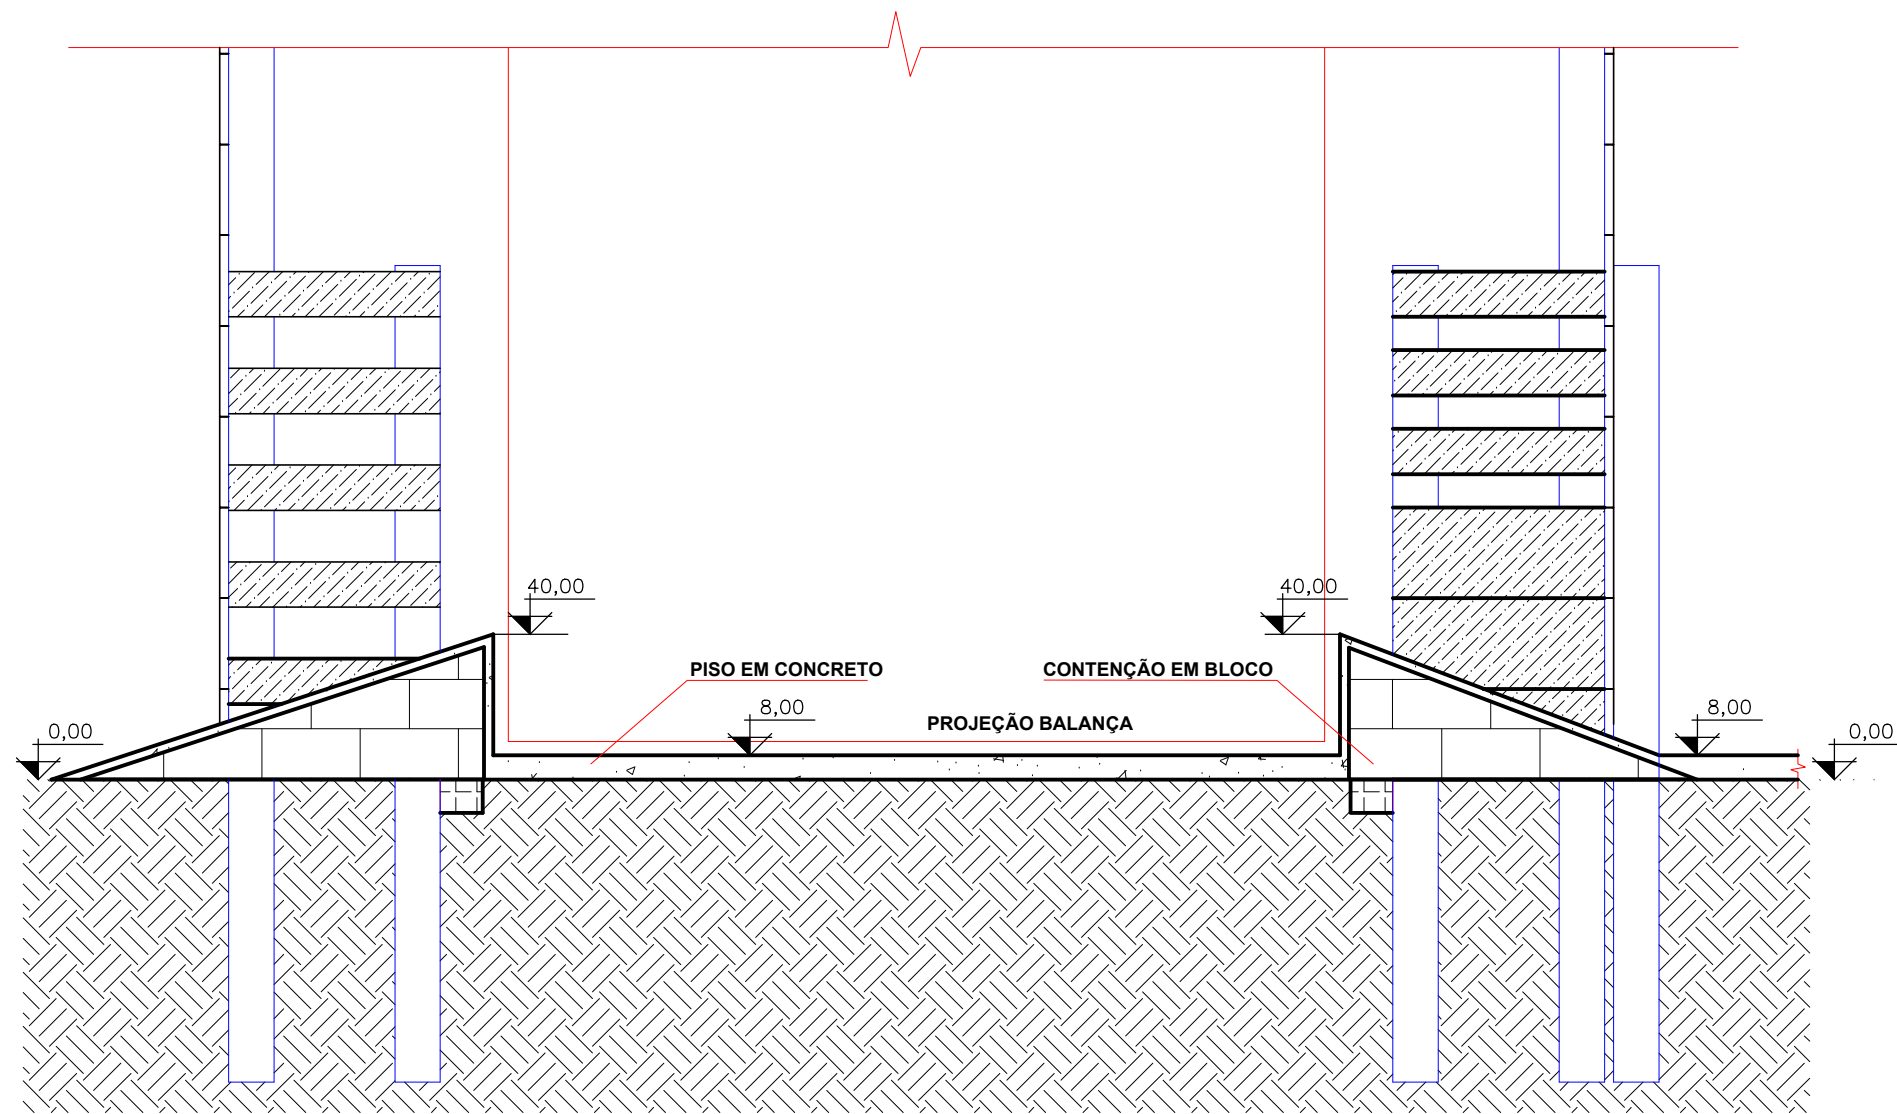 40,00
40,00
PISO EM CONCRETO
CONTENÇÃO EM BLOCO
8,00
PROJEÇÃO BALANÇA
8,00
0,00
0,00